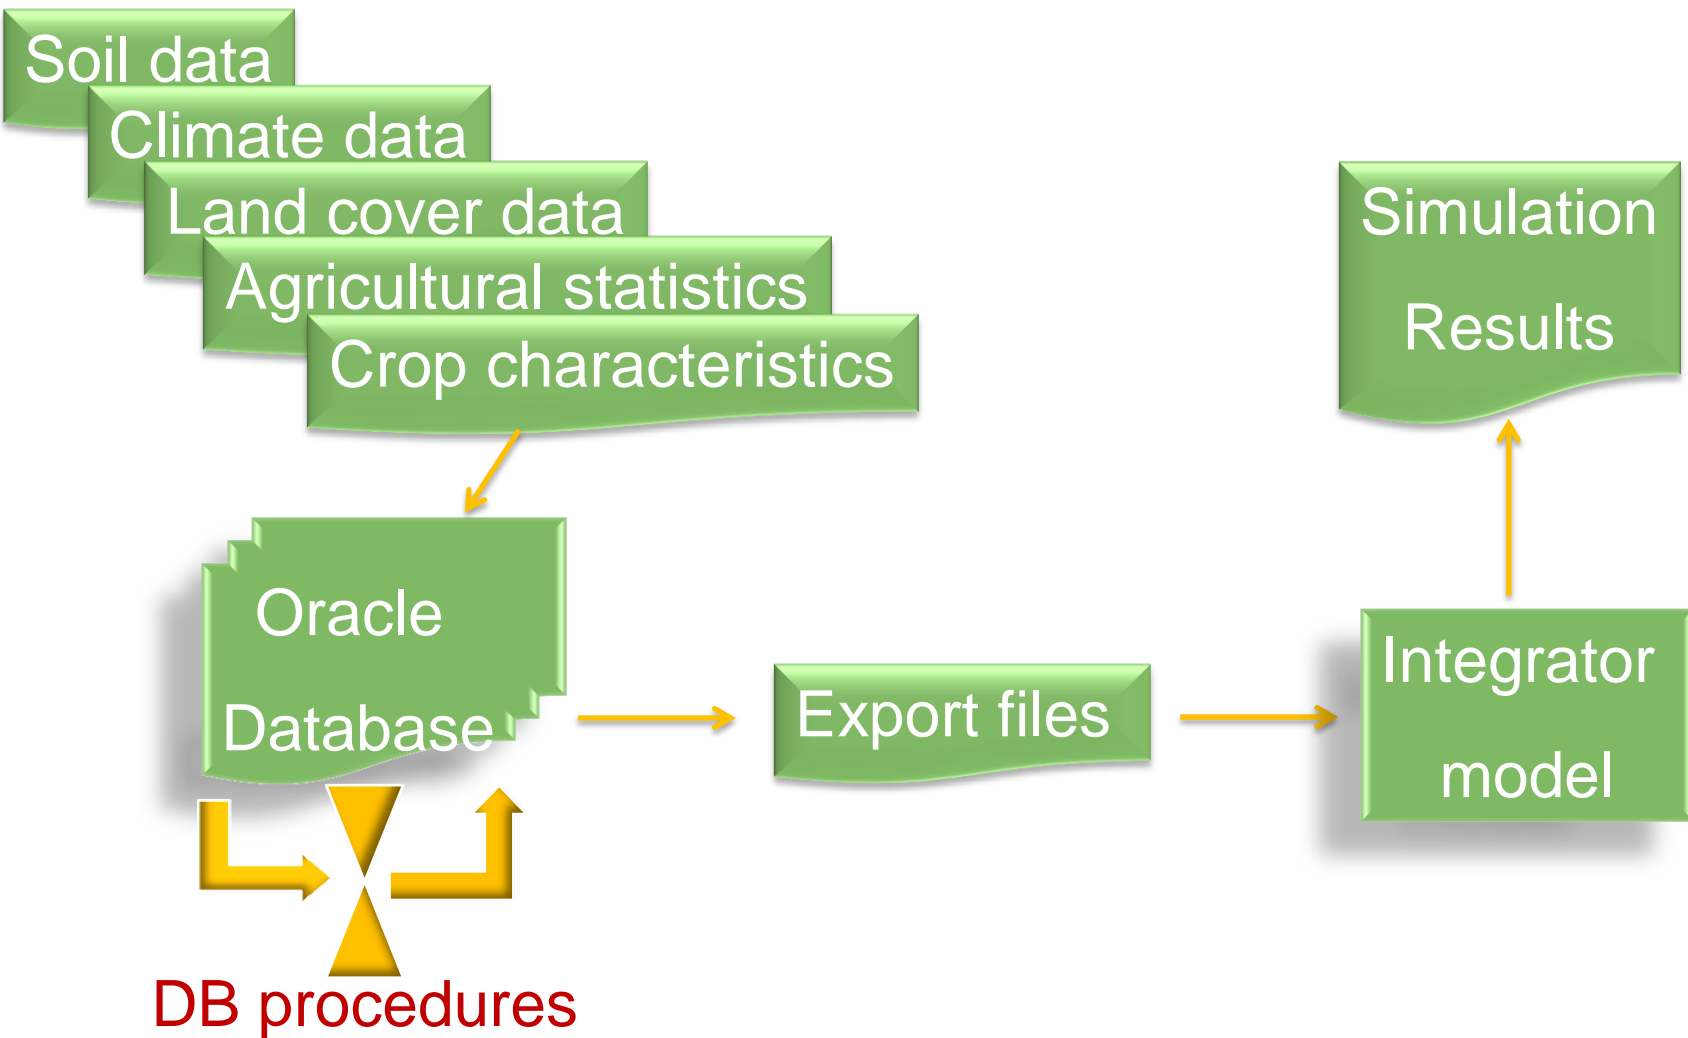 Soil data
Climate data
Land cover data
Agricultural statistics
Crop characteristics
Simulation
Results
Oracle
Database
Export files
Integrator
model
DB procedures